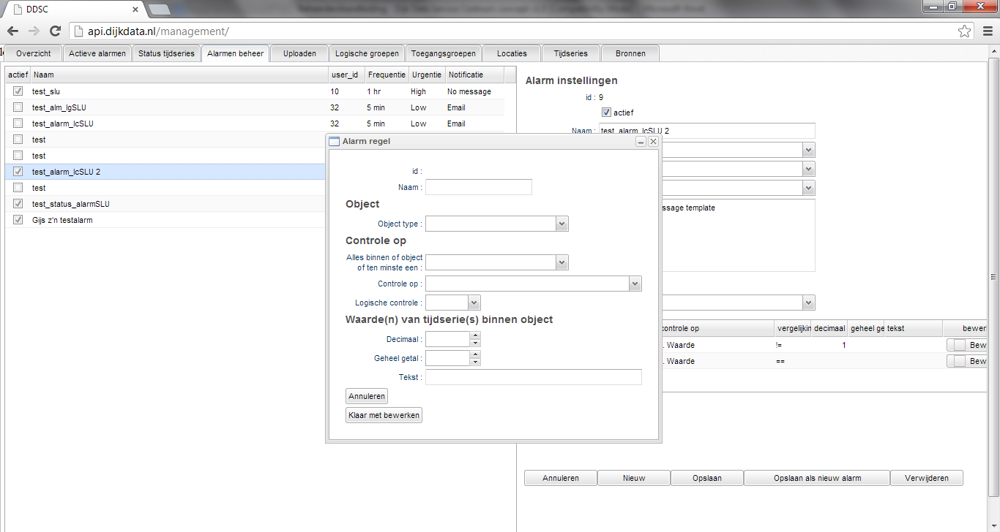 DDSC
api.dijkdata.nl/management/
Overzicht Actieve alarmen Status tijdseries Alarmen beheer Uploaden Logische groepen Toegangsgroepen Locaties Tijdseries Bronnen
actief Naam user_id Frequentie Urgentie Notificatie
test_slu 10 1 hr High No message
test_alm_lgSLU 32 5 min Low Email
test_alarm_lcSLU 32 5 min Low Email
test
test
test_alarm_lcSLU 2
test
test_status_alarmSLU
Gijs z'n testalarm
Alarm instellingen
id : 9
actief
Naam : test_alarm_lcSLU 2
ssage template
controle op vergelijkin decimaal geheel ge tekst bewer
. Waarde != 1 Bew
. Waarde == Bew
Annuleren Nieuw Opslaan Opslaan als nieuw alarm Verwijderen
Alarm regel
id :
Naam :
Object
Object type :
Controle op
Alles binnen of object
of ten minste een :
Controle op :
Logische controle :
Waarde(n) van tijdserie(s) binnen object
Decimaal :
Geheel getal :
Tekst :
Annuleren
Klaar met bewerken